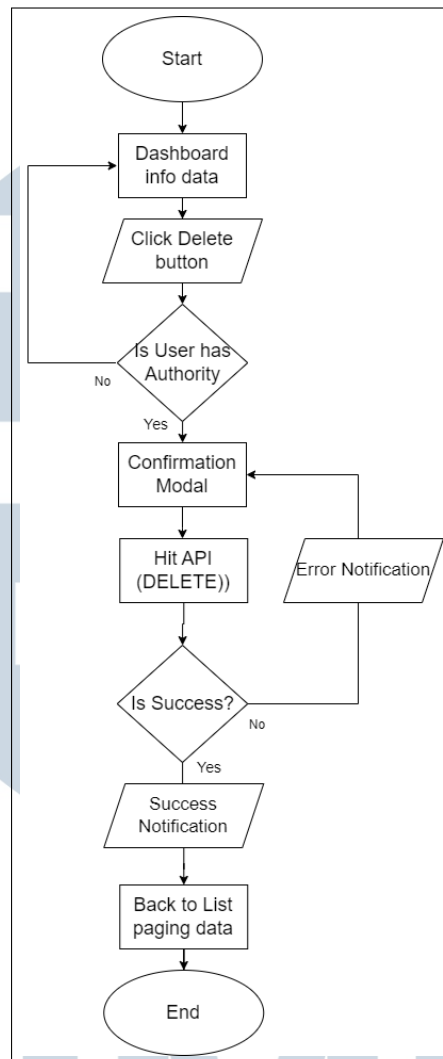 Start
Dashboard
info data
Click Delete
button
Is User has
Authority
No
Yes
Confirmation
Modal
Hit API
(DELETE))
Error Notification
Is Success?
No
Yes
Success
Notification
Back to List
paging data
End